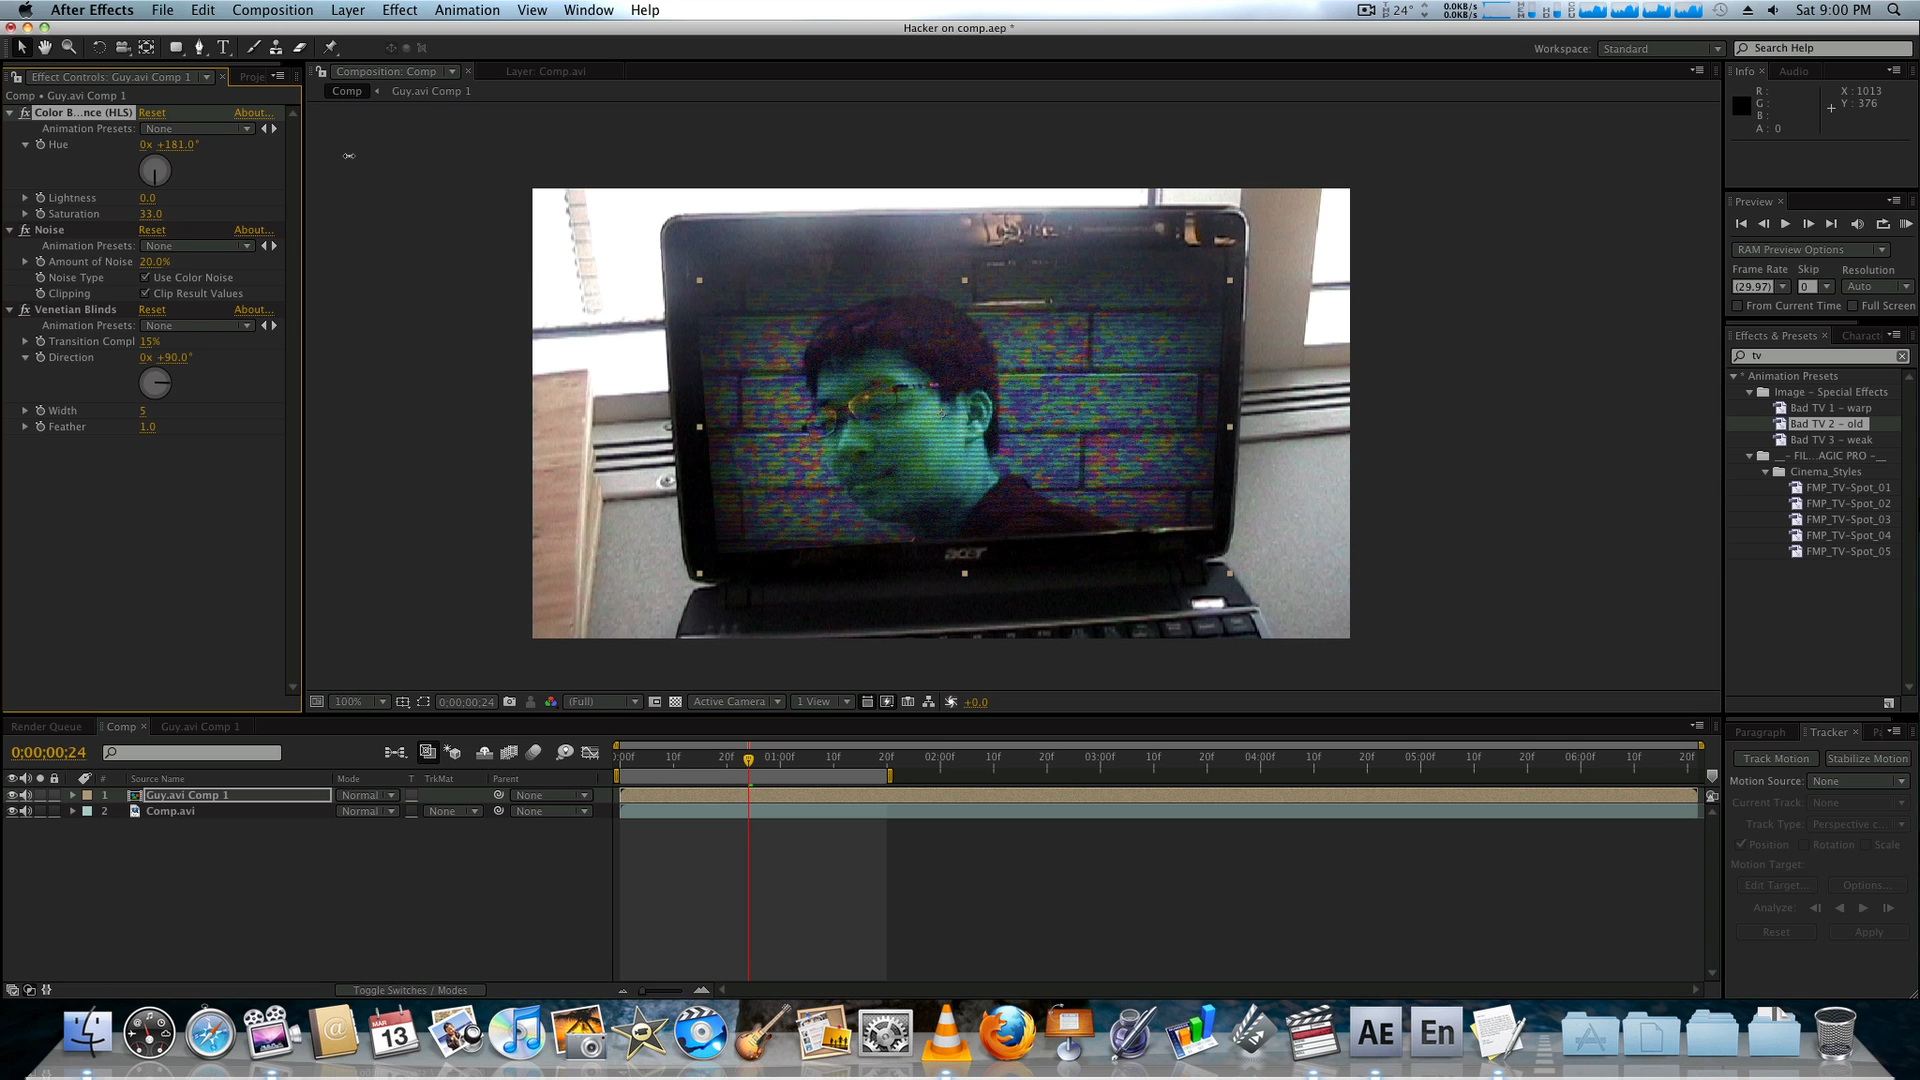 After Effects File Edit Composition Layer Effect Animation View Window Help
24° 0.0KB/s 0.0KB/s Sat 9:00 PM
Hacker on comp.aep *
Workspace: Standard Search Help
Effect Controls: Guy.avi Comp 1 Proje
Composition: Comp Layer: Comp.avi
Info Audio
Comp • Guy.avi Comp 1
Comp Guy.avi Comp 1
R : X : 1013
G : Y : 376
B :
A : 0
Color B...nce (HLS) Reset About...
Animation Presets: None
Hue 0x +181.0°
Lightness 0.0
Saturation 33.0
Noise Reset About...
Animation Presets: None
Amount of Noise 20.0%
Noise Type Use Color Noise
Clipping Clip Result Values
Venetian Blinds Reset About...
Animation Presets: None
Transition Compl 15%
Direction 0x +90.0°
Width 5
Feather 1.0
acer
Preview
RAM Preview Options
Frame Rate Skip Resolution
(29.97) 0 Auto
From Current Time Full Screen
Effects & Presets Charact
tv
* Animation Presets
Image - Special Effects
Bad TV 1 - warp
Bad TV 2 - old
Bad TV 3 - weak
__- FIL...AGIC PRO -__
Cinema_Styles
FMP_TV-Spot_01
FMP_TV-Spot_02
FMP_TV-Spot_03
FMP_TV-Spot_04
FMP_TV-Spot_05
100% 0;00;00;24 (Full) Active Camera 1 View +0.0
Render Queue Comp Guy.avi Comp 1
0;00;00;24
:00f 10f 20f 01:00f 10f 20f 02:00f 10f 20f 03:00f 10f 20f 04:00f 10f 20f 05:00f 10f 20f 06:00f 10f 20f
# Source Name Mode T TrkMat Parent
1 Guy.avi Comp 1 Normal None
2 Comp.avi Normal None None
Toggle Switches / Modes
Paragraph Tracker
Track Motion Stabilize Motion
Motion Source: None
Current Track: None
Track Type: Perspective c...
Position Rotation Scale
Motion Target:
Edit Target... Options...
Analyze:
Reset Apply
MAR
13
Ae En